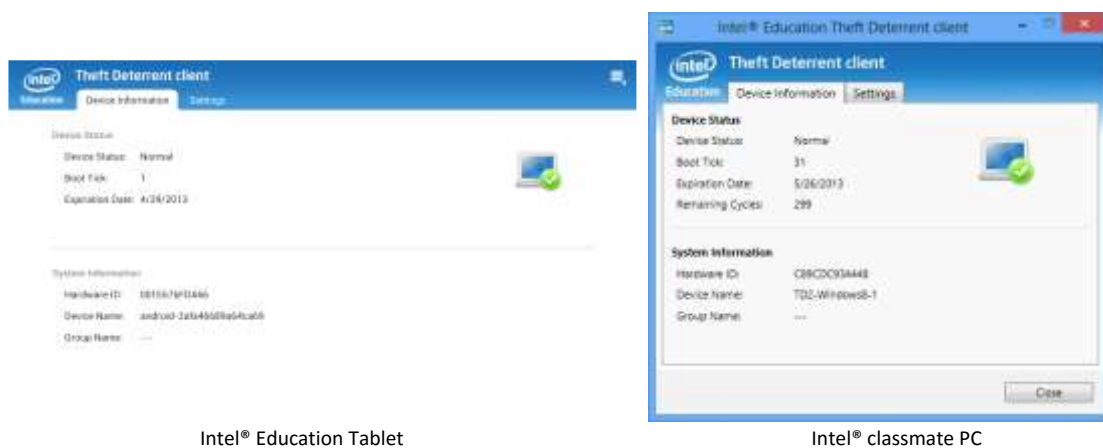 intel
Education
Theft Deterrent client
Device Information
Settings
Device Status
Device Status: Normal
Boot Tick: 1
Expiration Date: 4/29/2013
System Information
Hardware ID:
Device Name:
Group Name: ---
Intel® Education Tablet
Intel® Education Theft Deterrent client
intel
Education
Theft Deterrent client
Device Information
Settings
Device Status
Device Status: Normal
Boot Tick: 31
Expiration Date: 5/26/2013
Remaining Cycles: 299
System Information
Hardware ID:
Device Name: TD2-Windows8-1
Group Name: ---
Close
Intel® classmate PC